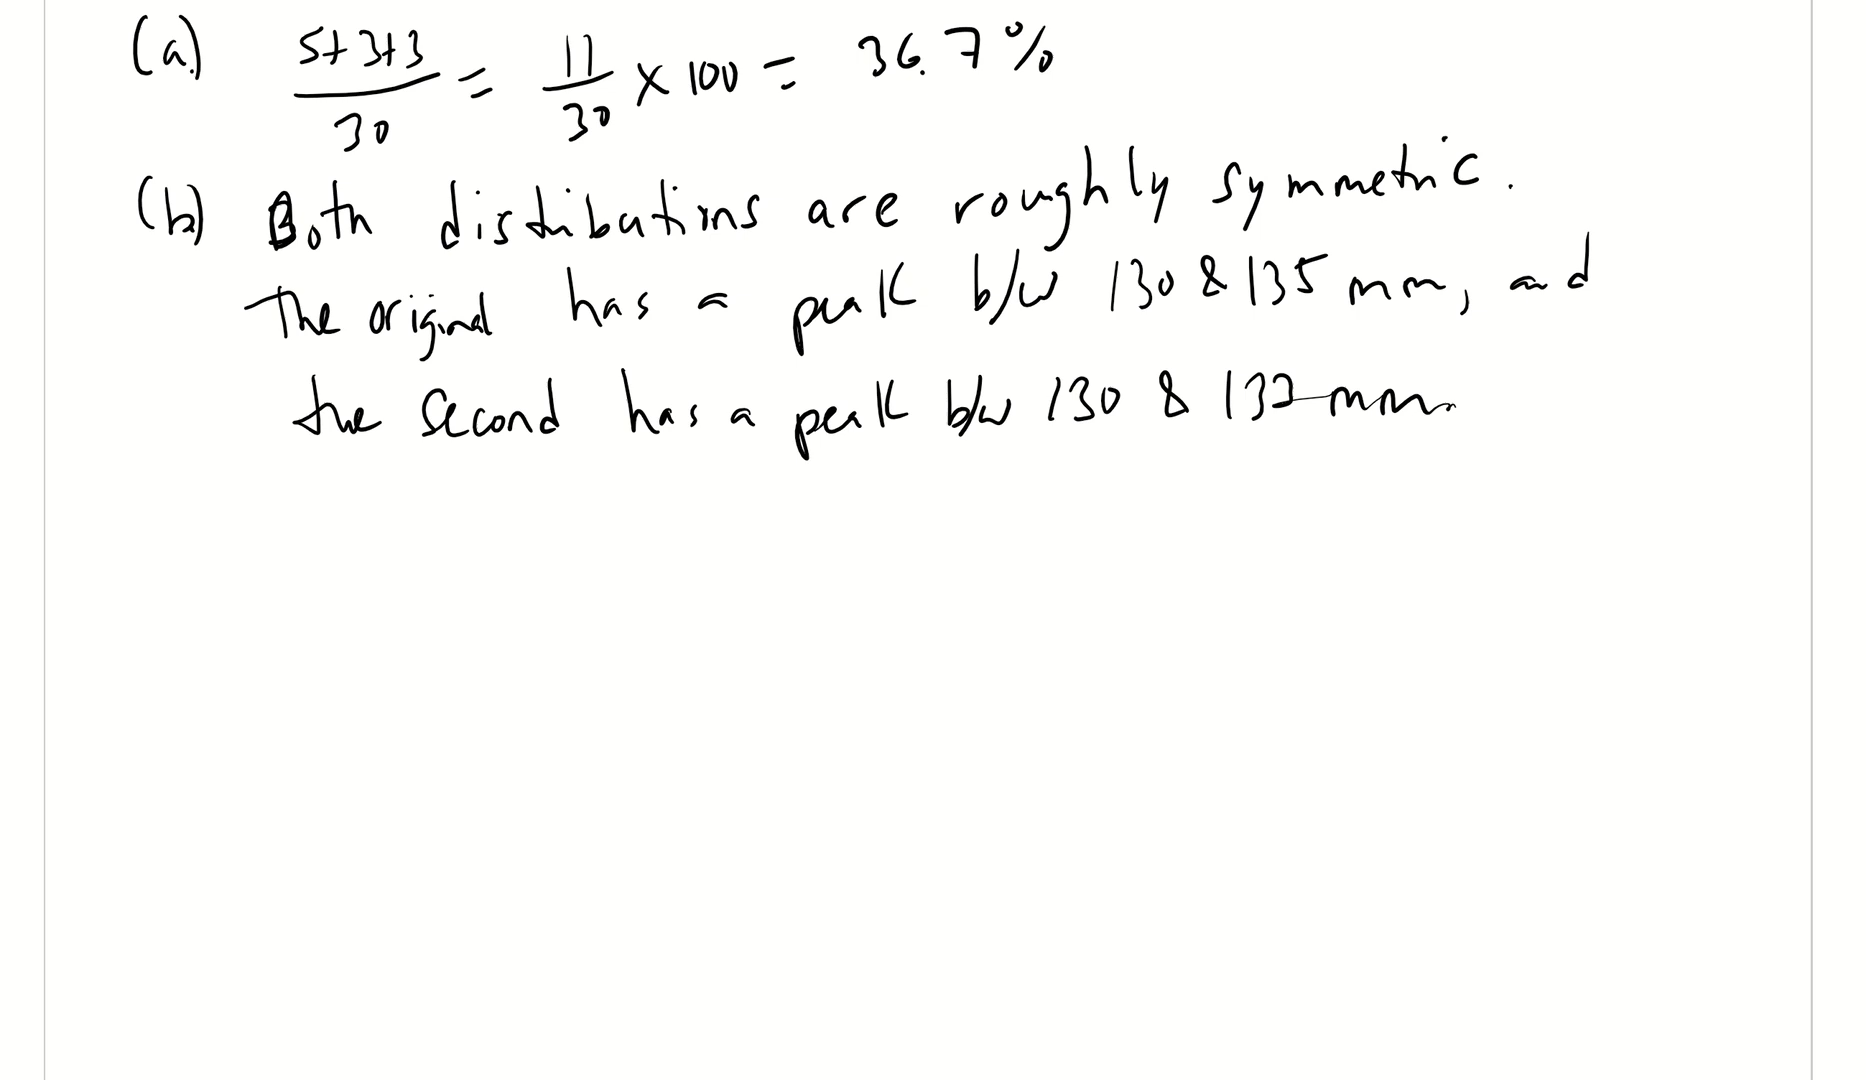 (a) 5+3+3/30 = 11/30 × 100 = 36.7%
(b) Both distributions are roughly symmetric.
The original has a peak b/w 130 & 135 mm, and
the second has a peak b/w 130 & 132 mm.